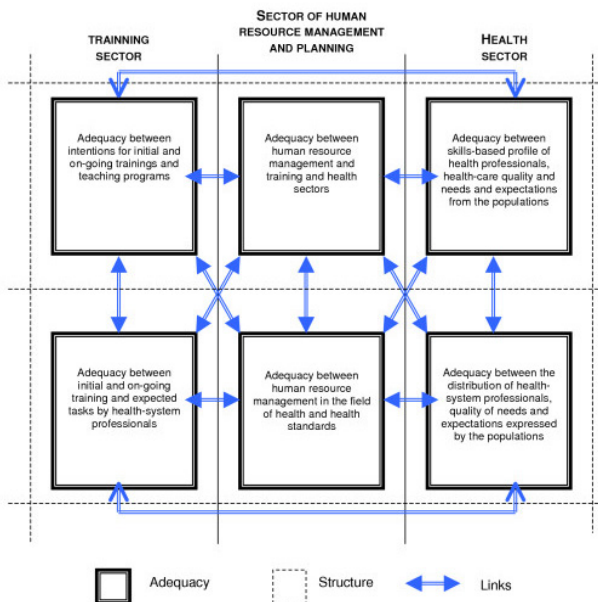 TRAINNING
SECTOR
SECTOR OF HUMAN
RESOURCE MANAGEMENT
AND PLANNING
HEALTH
SECTOR
Adequacy between
intentions for initial and
on-going trainings and
teaching programs
Adequacy between
human resource
management and
training and health
sectors
Adequacy between
skills-based profile of
health professionals,
health-care quality and
needs and expectations
from the populations
Adequacy between
initial and on-going
training and expected
tasks by health-system
professionals
Adequacy between
human resource
management in the field
of health and health
standards
Adequacy between the
distribution of health-
system professionals,
quality of needs and
expectations expressed
by the populations
Adequacy
Structure
Links